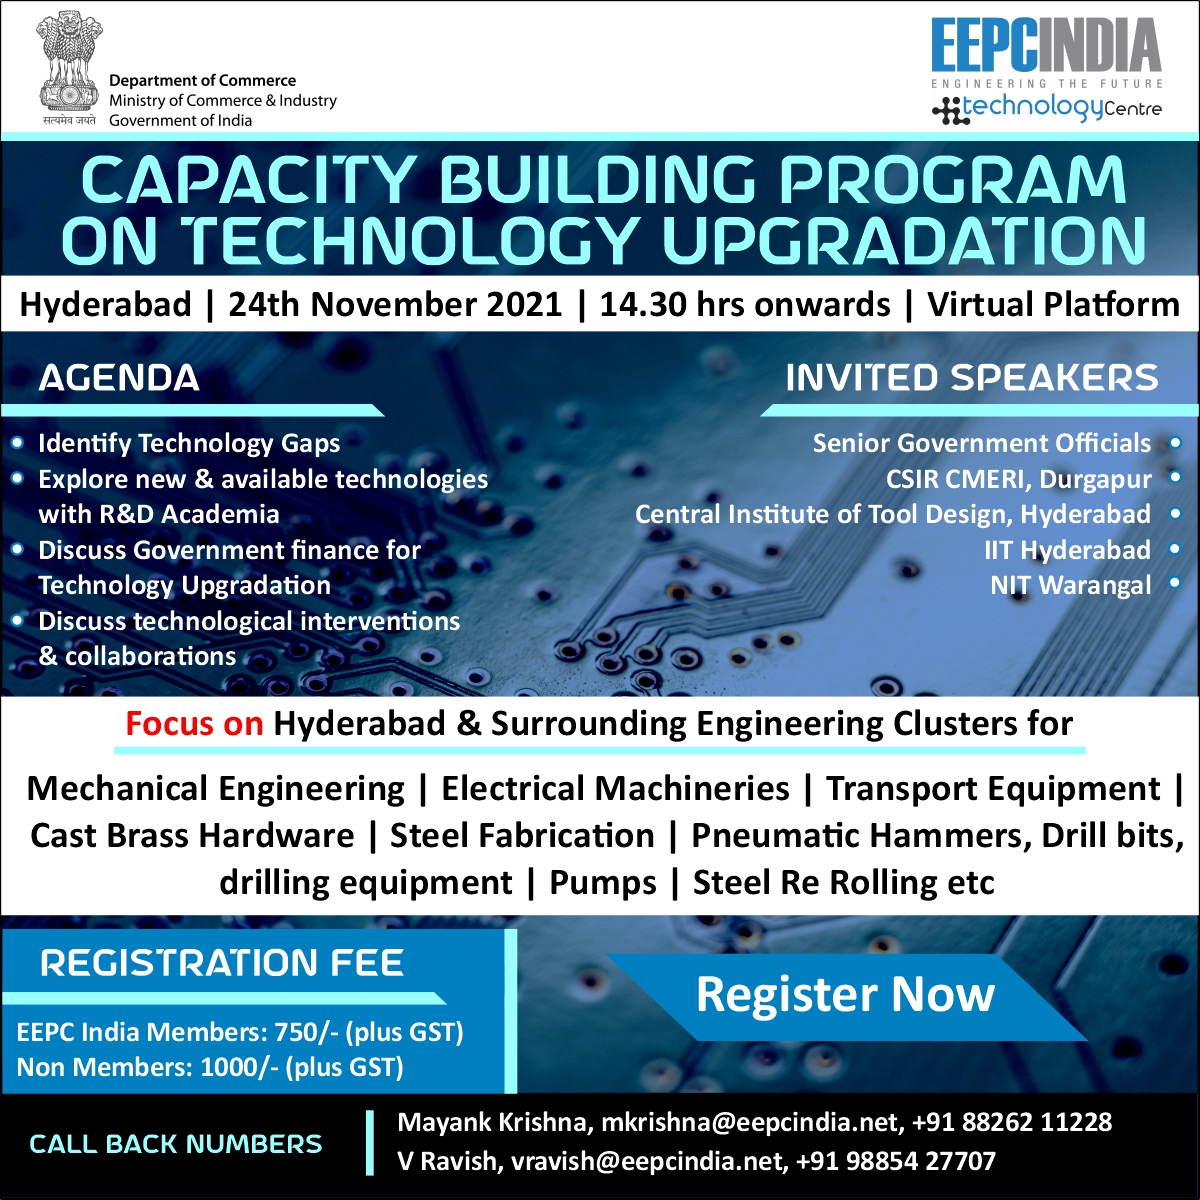 सत्यमेव जयते
Department of Commerce
Ministry of Commerce & Industry
Government of India
EEPCINDIA
ENGINEERING THE FUTURE
technologyCentre
CAPACITY BUILDING PROGRAM
ON TECHNOLOGY UPGRADATION
Hyderabad | 24th November 2021 | 14.30 hrs onwards | Virtual Platform
AGENDA
• Identify Technology Gaps
• Explore new & available technologies
with R&D Academia
• Discuss Government finance for
Technology Upgradation
• Discuss technological interventions
& collaborations
INVITED SPEAKERS
Senior Government Officials •
CSIR CMERI, Durgapur •
Central Institute of Tool Design, Hyderabad •
IIT Hyderabad •
NIT Warangal •
Focus on Hyderabad & Surrounding Engineering Clusters for
Mechanical Engineering | Electrical Machineries | Transport Equipment |
Cast Brass Hardware | Steel Fabrication | Pneumatic Hammers, Drill bits,
drilling equipment | Pumps | Steel Re Rolling etc
REGISTRATION FEE
EEPC India Members: 750/- (plus GST)
Non Members: 1000/- (plus GST)
Register Now
CALL BACK NUMBERS
Mayank Krishna, mkrishna@eepcindia.net, +91 88262 11228
V Ravish, vravish@eepcindia.net, +91 98854 27707